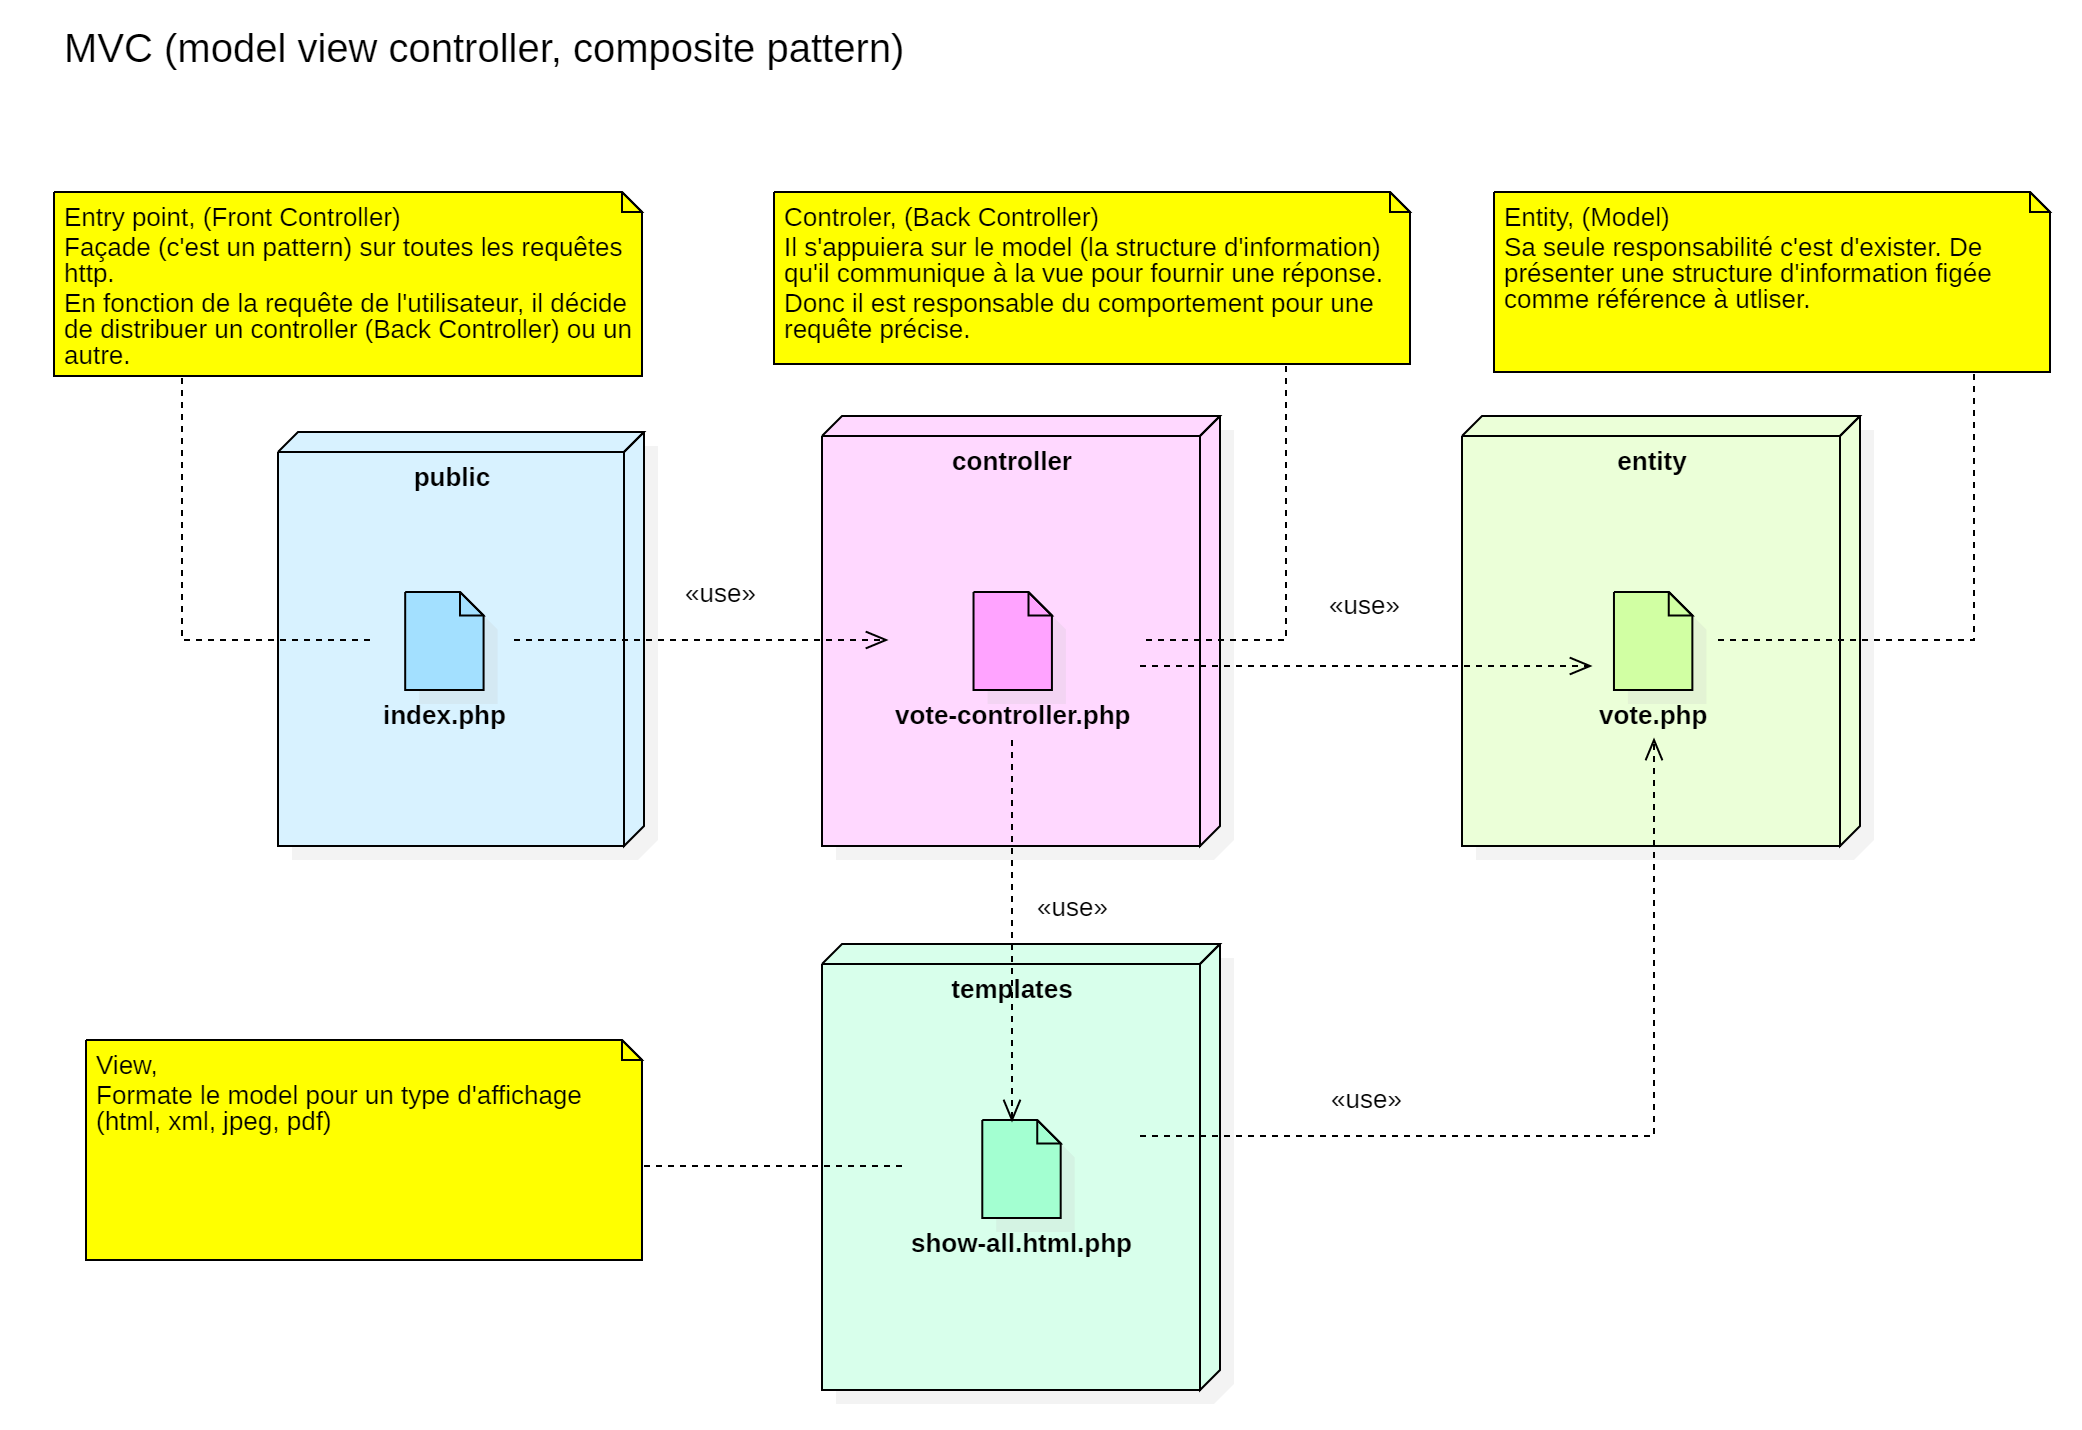 MVC (model view controller, composite pattern)
Entry point, (Front Controller)
Façade (c'est un pattern) sur toutes les requêtes
http.
En fonction de la requête de l'utilisateur, il décide
de distribuer un controller (Back Controller) ou un
autre.
Controler, (Back Controller)
Il s'appuiera sur le model (la structure d'information)
qu'il communique à la vue pour fournir une réponse.
Donc il est responsable du comportement pour une
requête précise.
Entity, (Model)
Sa seule responsabilité c'est d'exister. De
présenter une structure d'information figée
comme référence à utliser.
public
controller
entity
«use»
«use»
index.php
vote-controller.php
vote.php
«use»
templates
View,
Formate le model pour un type d'affichage
(html, xml, jpeg, pdf)
«use»
show-all.html.php